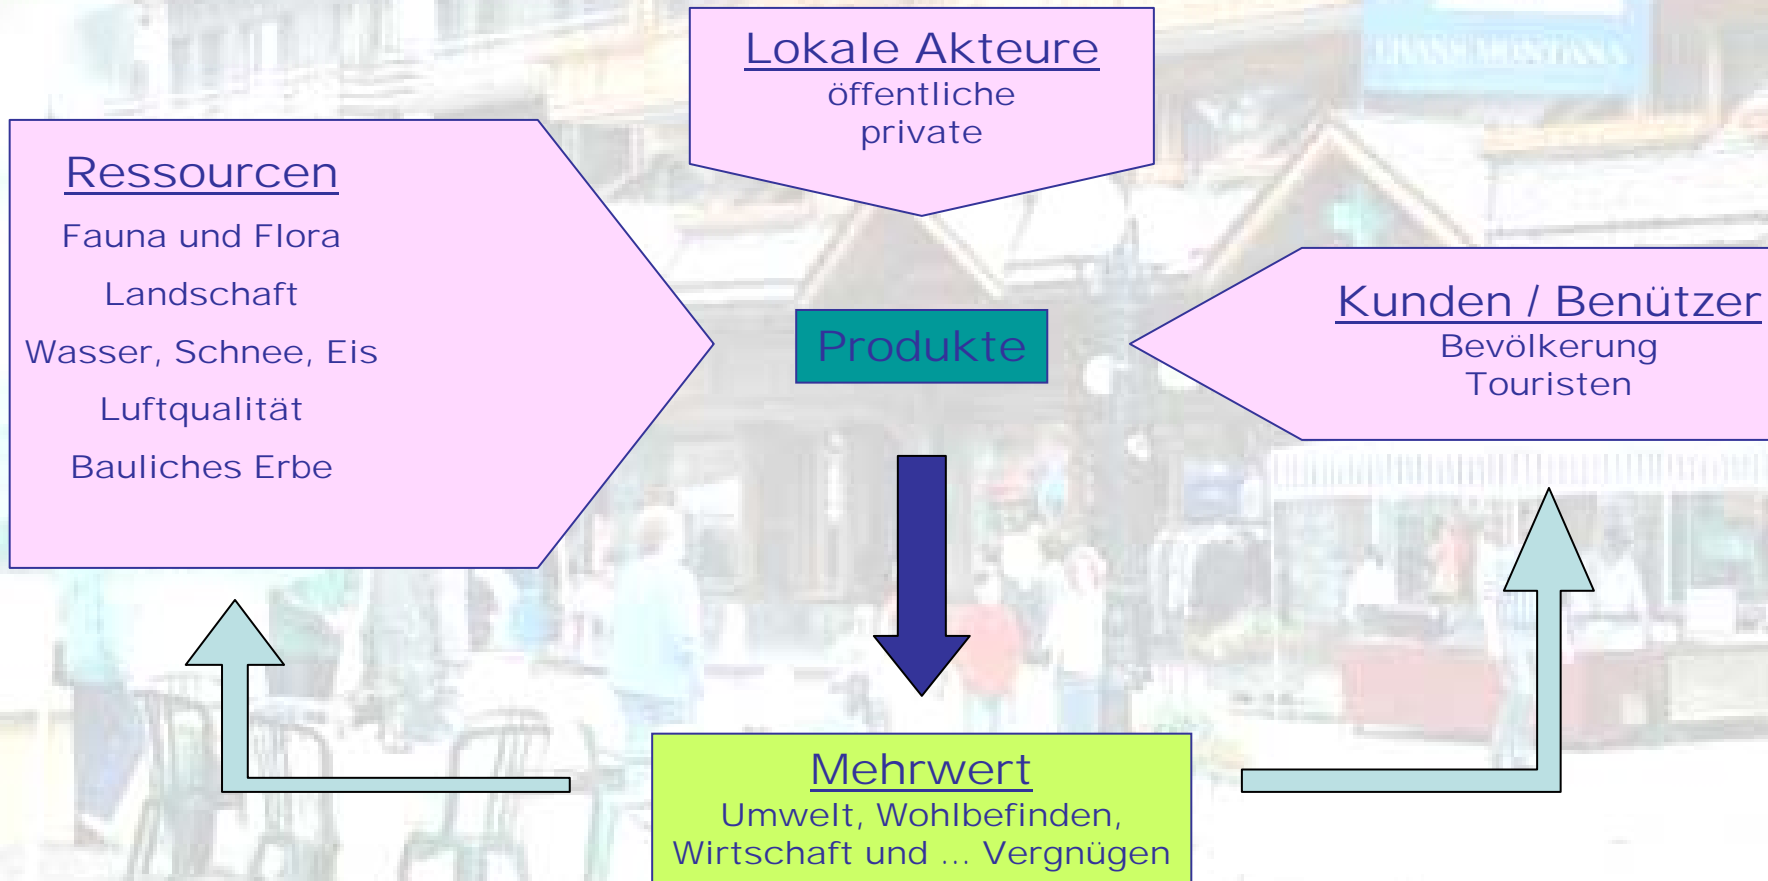 Lokale Akteure
öffentliche
private
Ressourcen
Fauna und Flora
Landschaft
Wasser, Schnee, Eis
Luftqualität
Bauliches Erbe
Produkte
Kunden / Benützer
Bevölkerung
Touristen
Mehrwert
Umwelt, Wohlbefinden,
Wirtschaft und ... Vergnügen